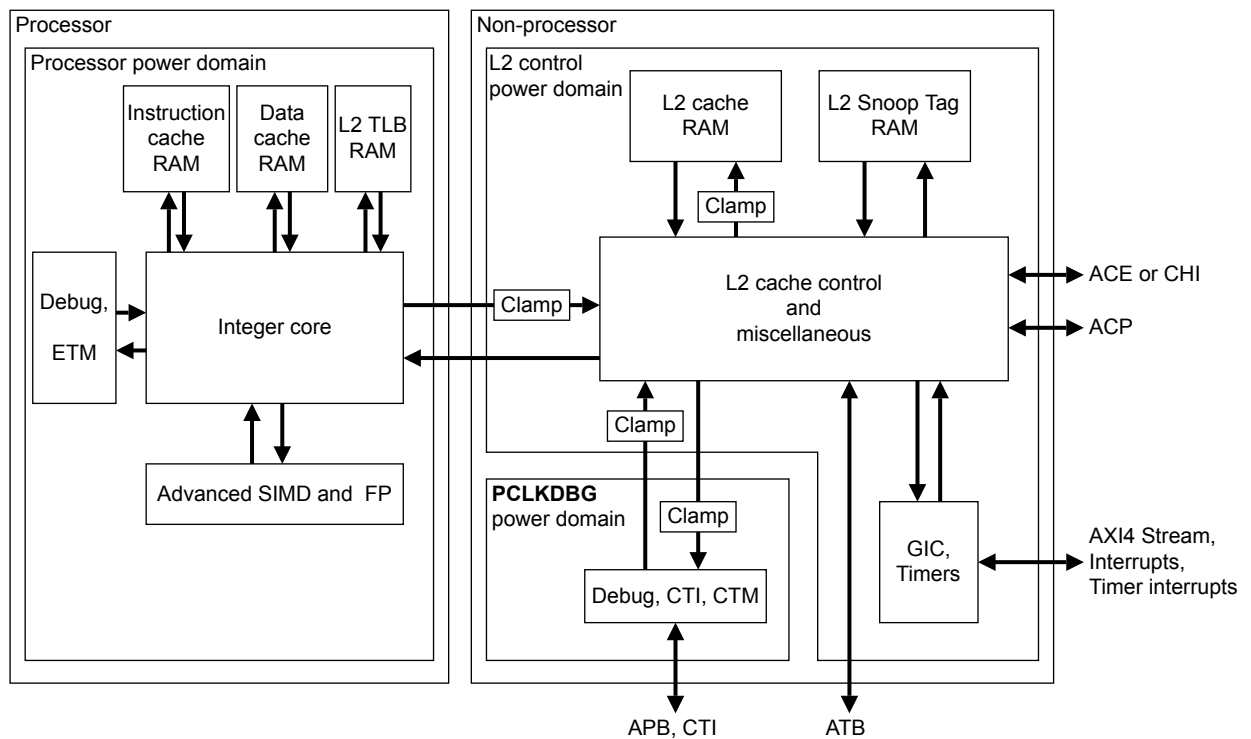 Processor
Processor power domain
Instruction
cache
RAM
Data
cache
RAM
L2 TLB
RAM
Debug,
ETM
Integer core
Advanced SIMD and FP
Non-processor
L2 control
power domain
L2 cache
RAM
L2 Snoop Tag
RAM
Clamp
Clamp
L2 cache control
and
miscellaneous
ACE or CHI
ACP
Clamp
PCLKDBG
power domain
Clamp
Debug, CTI, CTM
GIC,
Timers
AXI4 Stream,
Interrupts,
Timer interrupts
APB, CTI
ATB